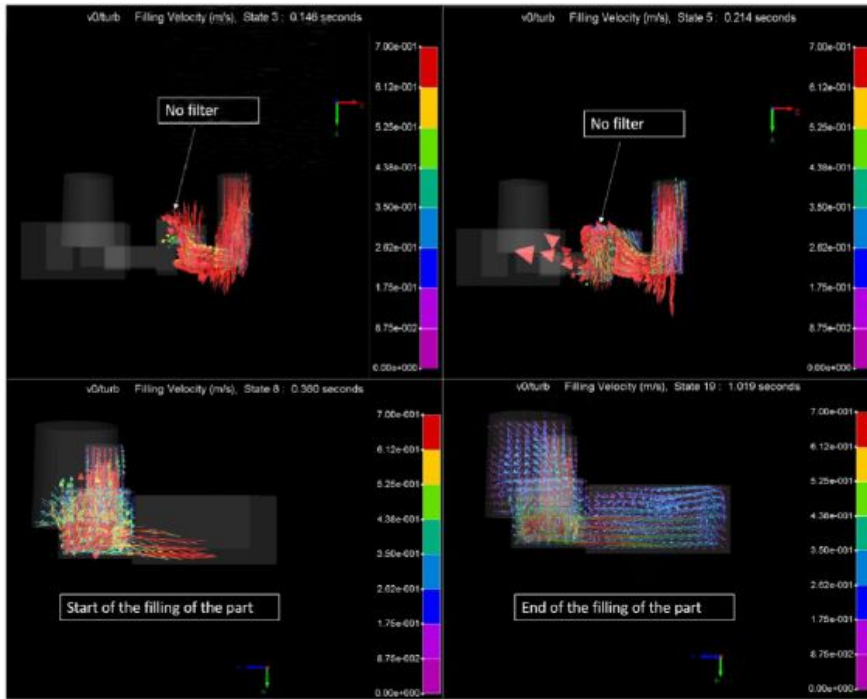 v0/turb Filling Velocity (m/s), State 3 : 0.146 seconds
No filter
7.00e-001
6.12e-001
5.25e-001
4.38e-001
3.50e-001
2.62e-001
1.75e-001
8.75e-002
0.00e+000
v0/turb Filling Velocity (m/s), State 5 : 0.214 seconds
No filter
7.00e-001
6.12e-001
5.25e-001
4.38e-001
3.50e-001
2.62e-001
1.75e-001
8.75e-002
0.00e+000
v0/turb Filling Velocity (m/s), State 8 : 0.360 seconds
Start of the filling of the part
7.00e-001
6.12e-001
5.25e-001
4.38e-001
3.50e-001
2.62e-001
1.75e-001
8.75e-002
0.00e+000
v0/turb Filling Velocity (m/s), State 19 : 1.019 seconds
End of the filling of the part
7.00e-001
6.12e-001
5.25e-001
4.38e-001
3.50e-001
2.62e-001
1.75e-001
8.75e-002
0.00e+000